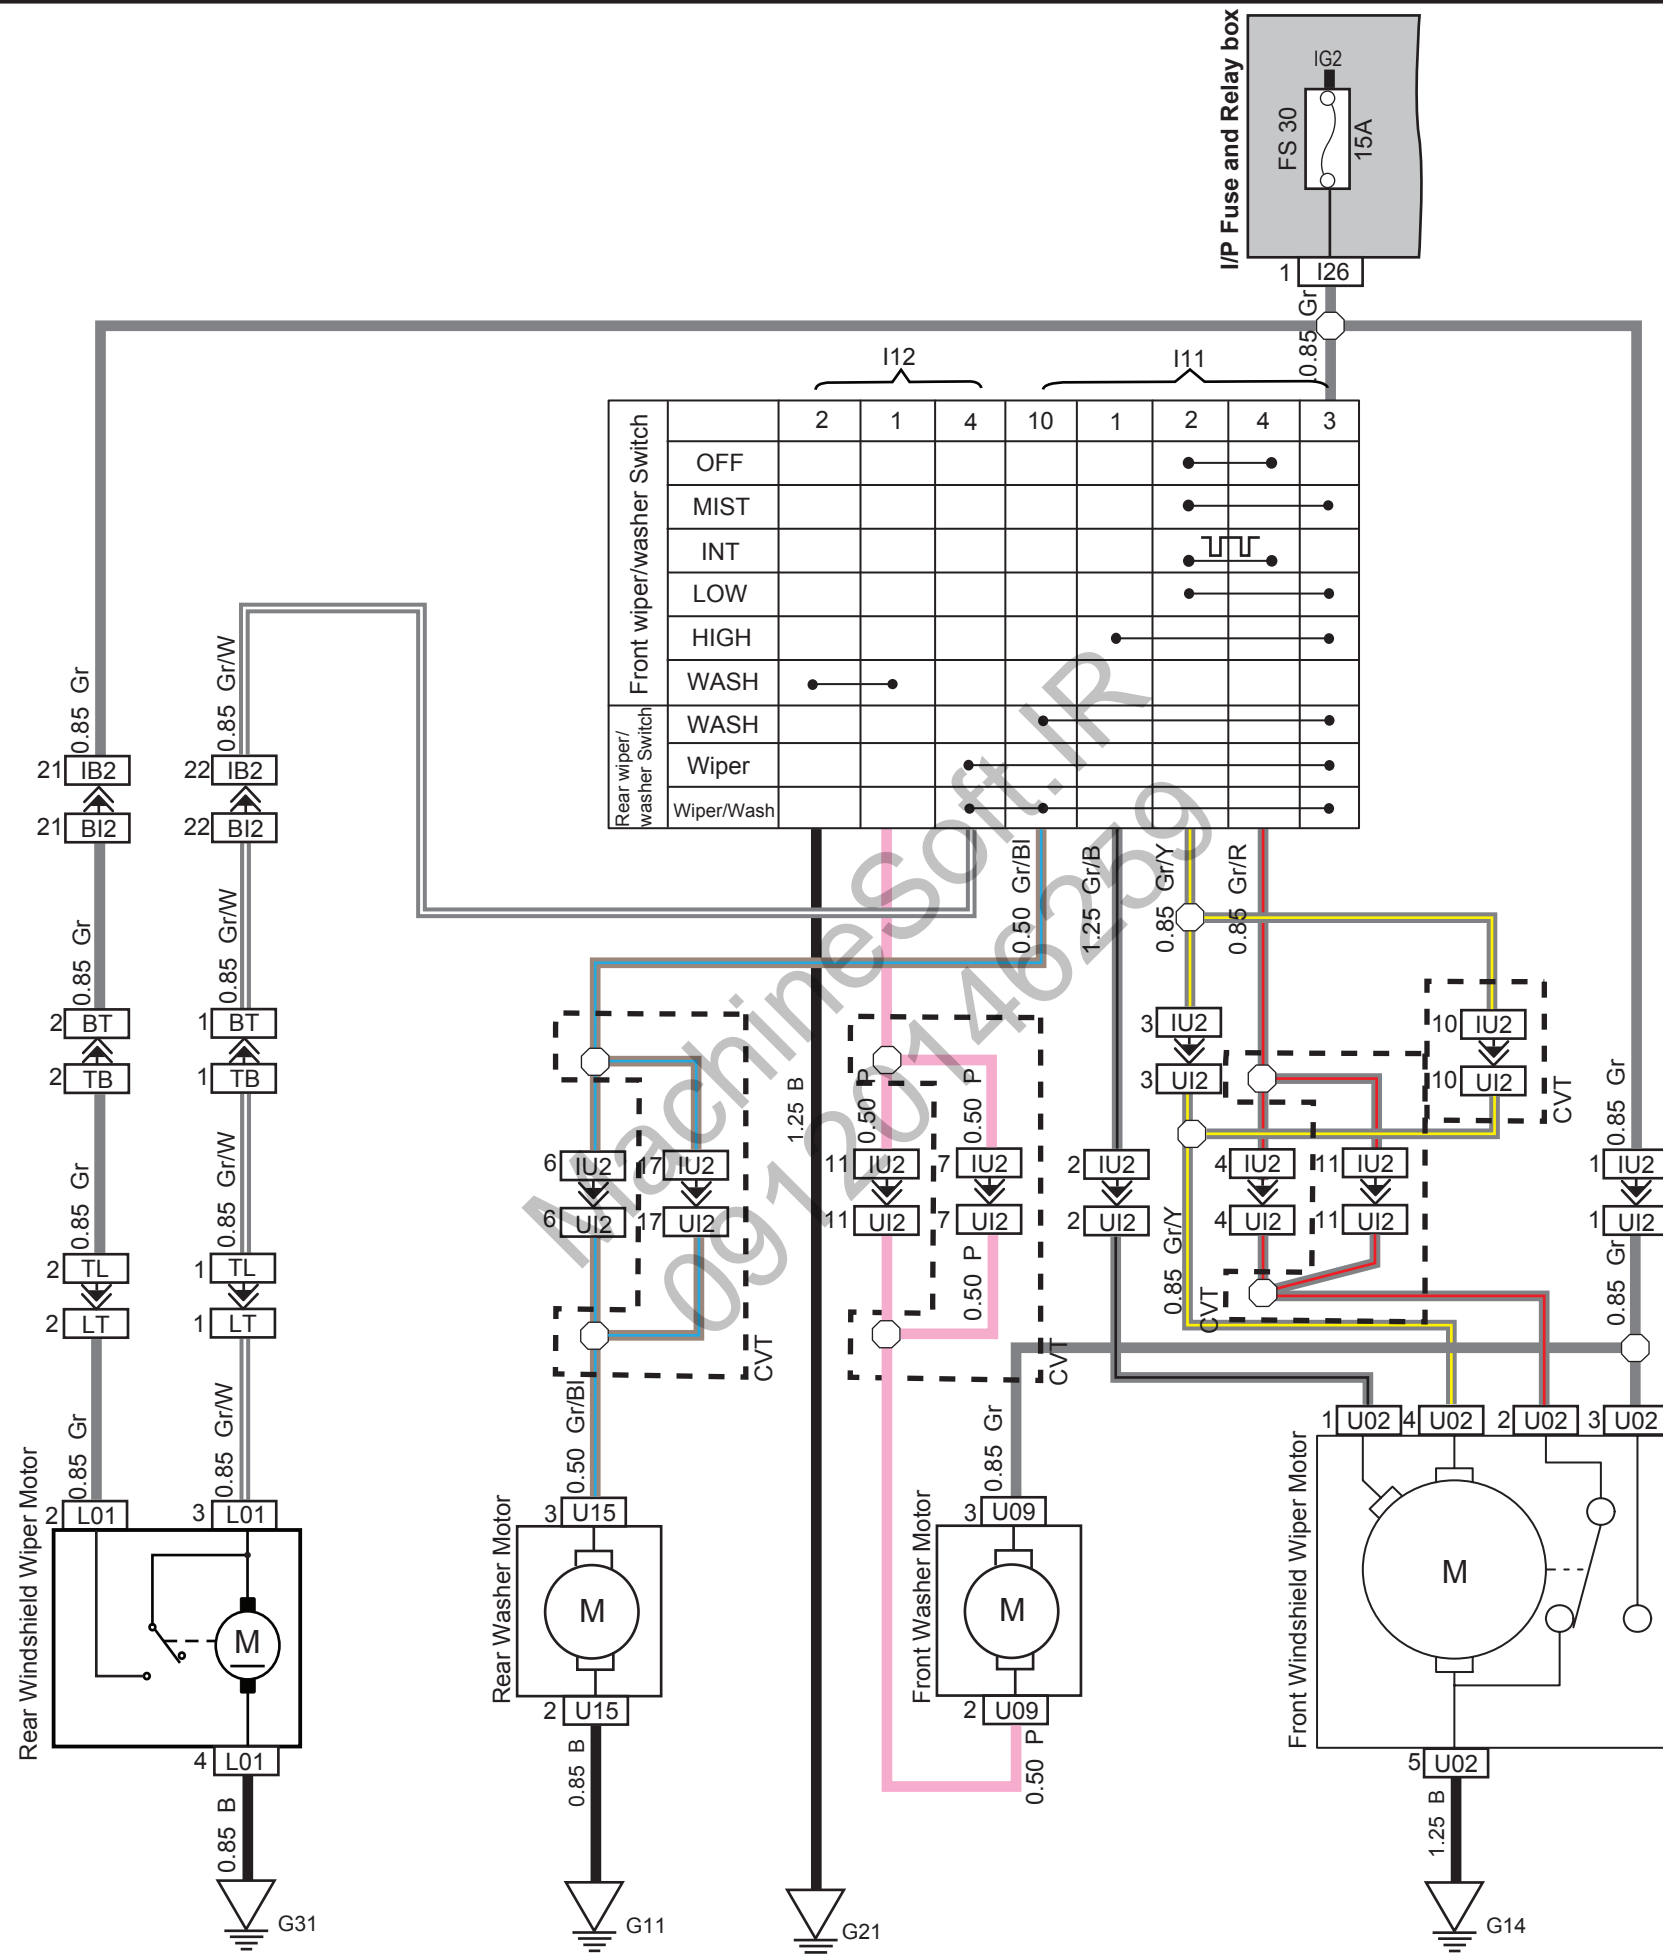 I/P Fuse and Relay box
IG2
FS 30
15A
1 I26
0.85 Gr
I12
I11
Front wiper/washer Switch
2 1 4 10 1 2 4 3
OFF
MIST
INT
LOW
HIGH
WASH
Rear wiper/
washer Switch
WASH
Wiper
Wiper/Wash
0.85 Gr
0.85 Gr/W
21 IB2
22 IB2
21 BI2
22 BI2
0.85 Gr
0.85 Gr/W
0.50 Gr/Bl
1.25 Gr/B
0.85 Gr/Y
0.85 Gr/R
2 BT
1 BT
2 TB
1 TB
3 IU2
10 IU2
3 UI2
10 UI2
CVT
1.25 B
0.50 P
0.50 P
0.85 Gr
0.85 Gr
0.85 Gr/W
6 IU2
17 IU2
11 IU2
7 IU2
2 IU2
4 IU2
11 IU2
1 IU2
6 UI2
17 UI2
11 UI2
7 UI2
2 UI2
4 UI2
11 UI2
1 UI2
2 TL
1 TL
2 LT
1 LT
0.50 P
0.85 Gr/Y
0.85 Gr
CVT
CVT
CVT
0.85 Gr
0.85 Gr/W
0.50 Gr/Bl
0.85 Gr
1 U02
4 U02
2 U02
3 U02
Rear Windshield Wiper Motor
2 L01
3 L01
M
4 L01
Rear Washer Motor
3 U15
M
2 U15
Front Washer Motor
3 U09
M
2 U09
Front Windshield Wiper Motor
M
5 U02
0.85 B
0.85 B
0.50 P
1.25 B
G31
G11
G21
G14
MachineSoft.IR
09120146259